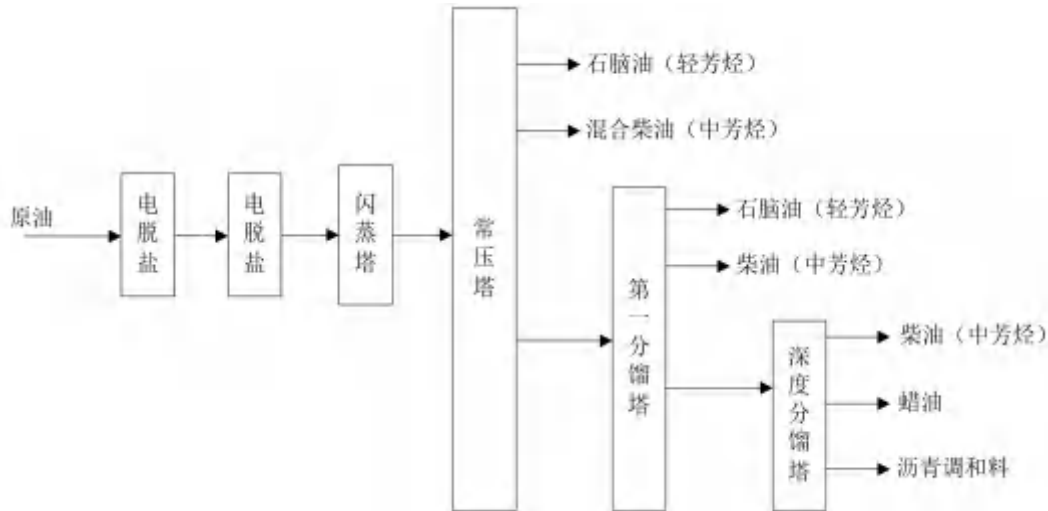 原油
电脱盐
电脱盐
闪蒸塔
常压塔
石脑油（轻芳烃）
混合柴油（中芳烃）
第一分馏塔
石脑油（轻芳烃）
柴油（中芳烃）
深度分馏塔
柴油（中芳烃）
蜡油
沥青调和料